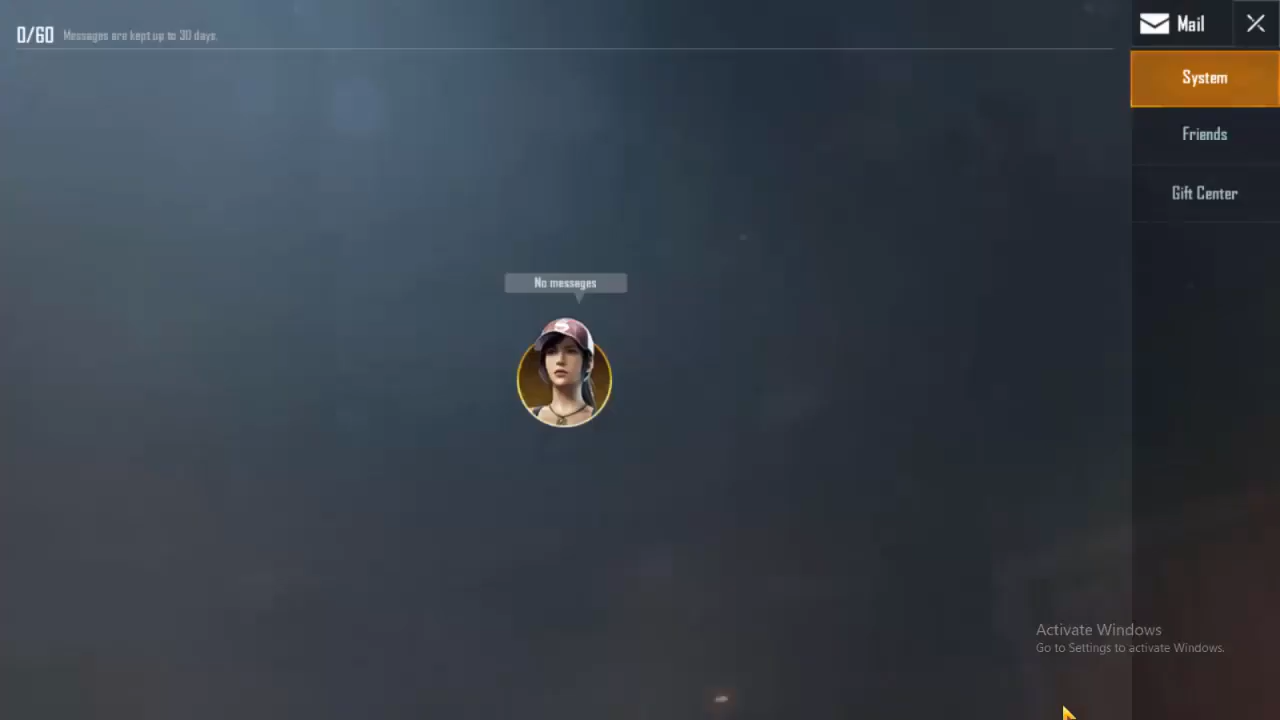 0/60 Messages are kept up to 30 days.
Mail
System
Friends
Gift Center
No messages
Activate Windows
Go to Settings to activate Windows.